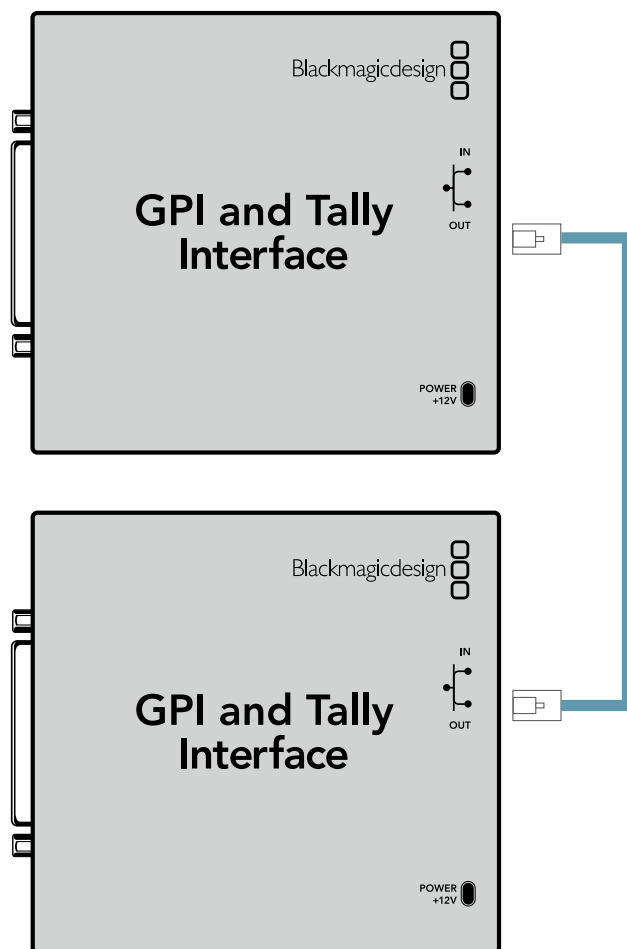 Blackmagicdesign
IN
OUT
GPI and Tally
Interface
POWER
+12V
Blackmagicdesign
IN
OUT
GPI and Tally
Interface
POWER
+12V